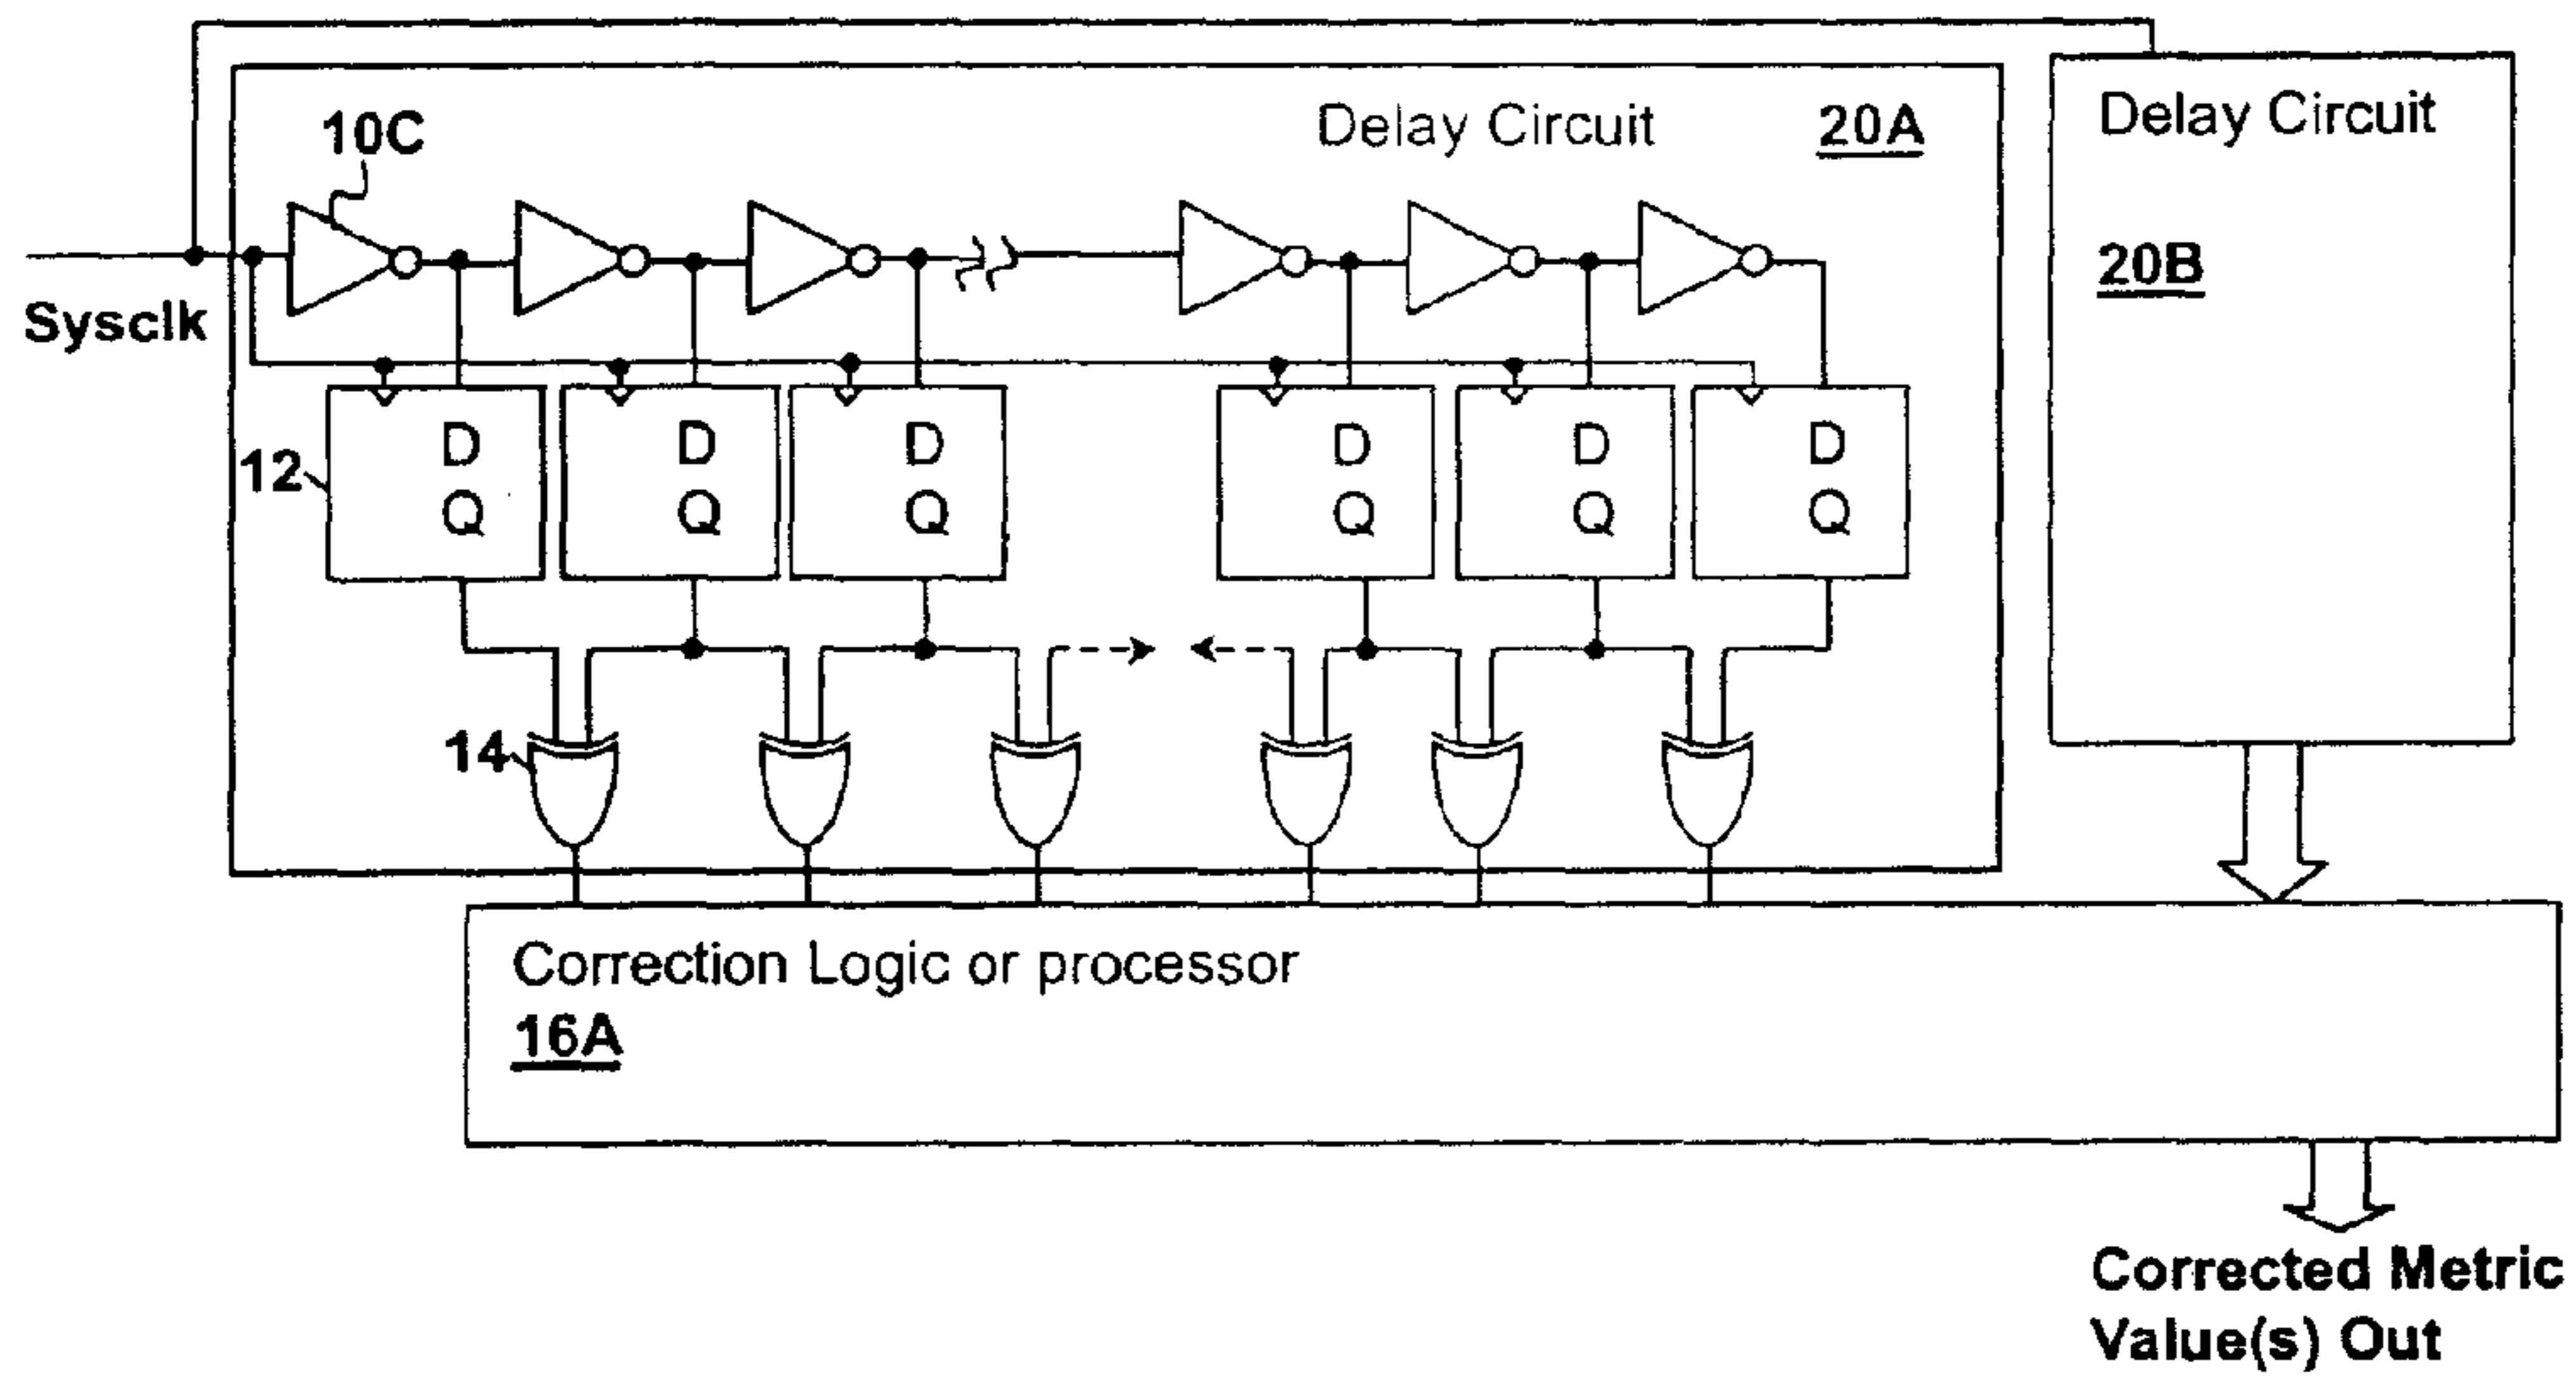 Delay Circuit 20A
Delay Circuit
20B
10C
Sysclk
12
D D D D D D
Q Q Q Q Q Q
14
Correction Logic or processor
16A
Corrected Metric
Value(s) Out